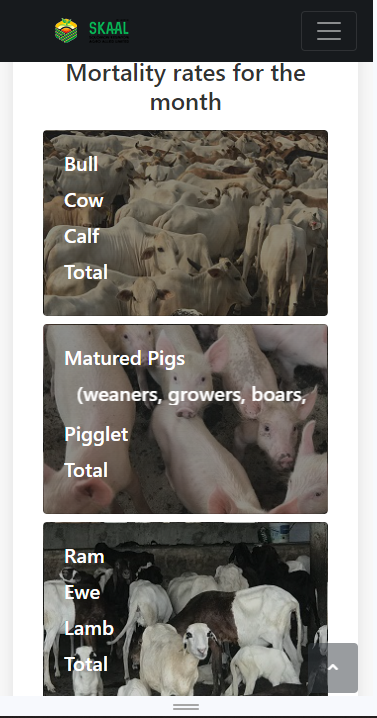 SKAAL
Mortality rates for the
month
Bull
Cow
Calf
Total
Matured Pigs
(weaners, growers, boars,
Pigglet
Total
Ram
Ewe
Lamb
Total